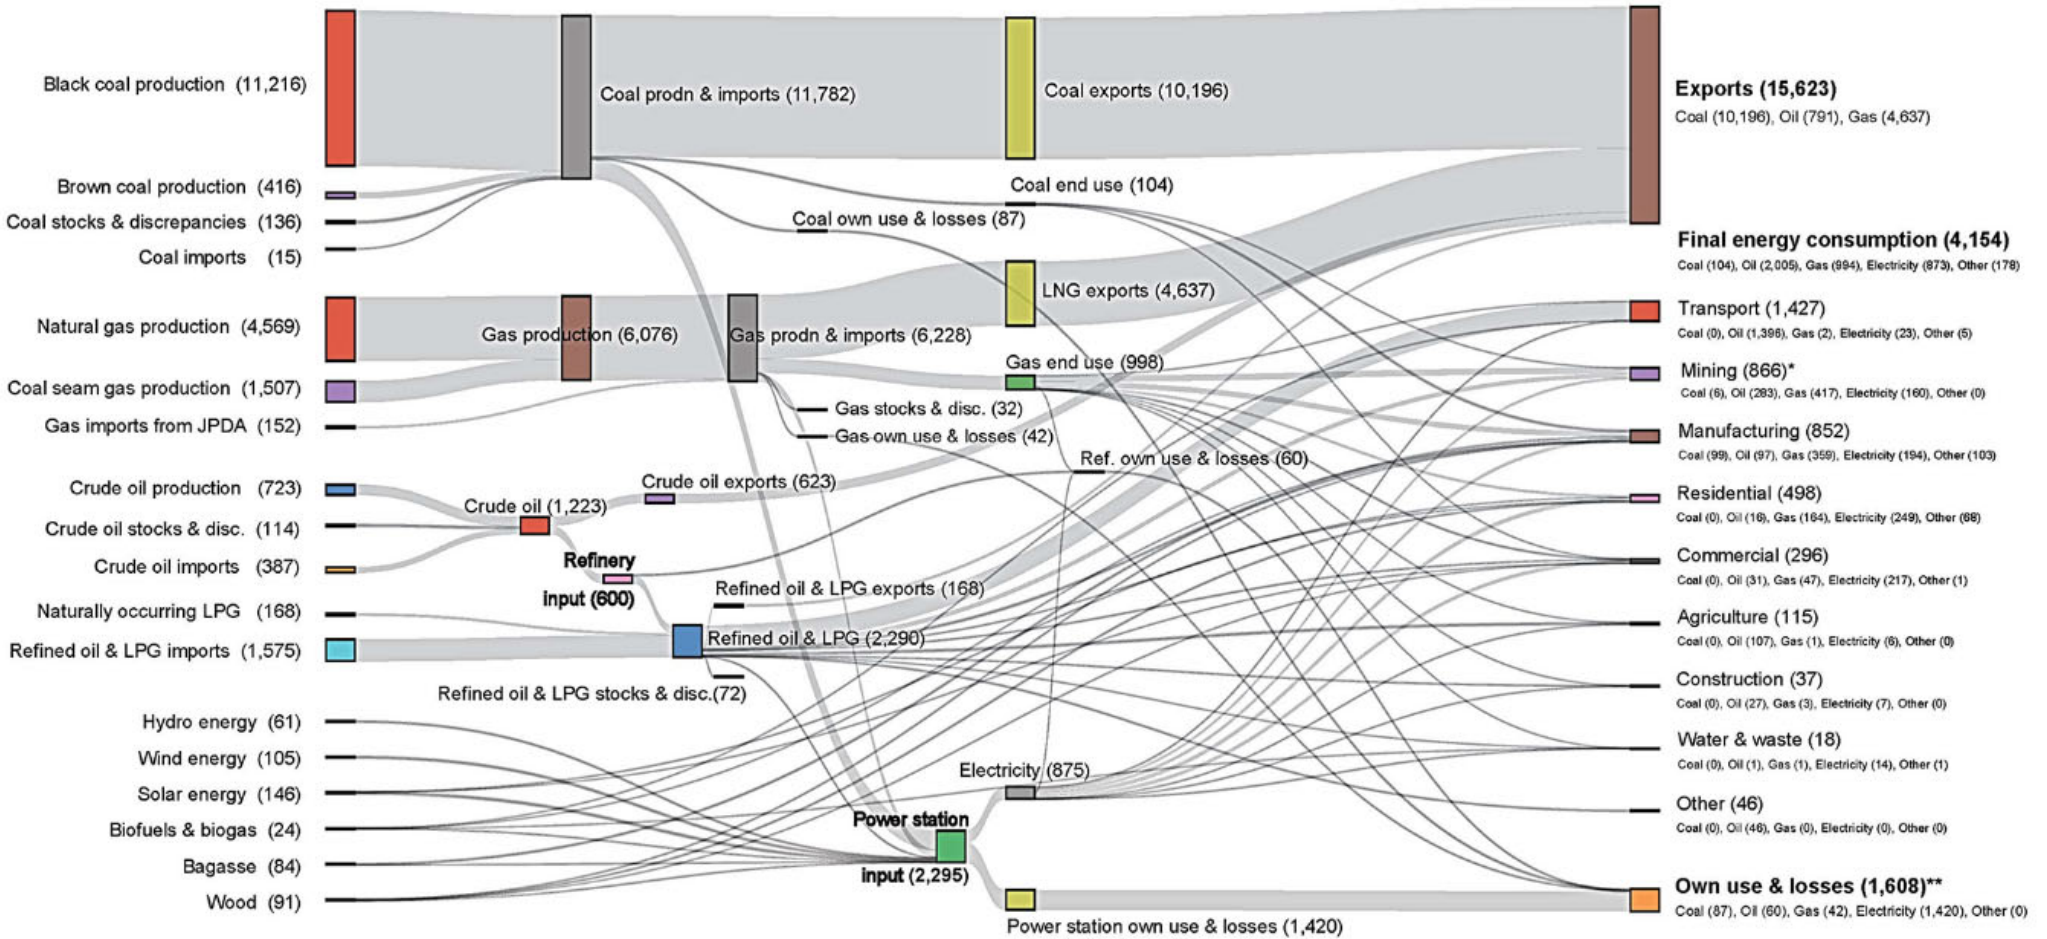 Black coal production (11,216)
Brown coal production (416)
Coal stocks & discrepancies (136)
Coal imports (15)
Natural gas production (4,569)
Coal seam gas production (1,507)
Gas imports from JPDA (152)
Crude oil production (723)
Crude oil stocks & disc. (114)
Crude oil imports (387)
Naturally occurring LPG (168)
Refined oil & LPG imports (1,575)
Hydro energy (61)
Wind energy (105)
Solar energy (146)
Biofuels & biogas (24)
Bagasse (84)
Wood (91)
Coal prodn & imports (11,782)
Gas production (6,076)
Gas prodn & imports (6,228)
Crude oil (1,223)
Crude oil exports (623)
Refinery
input (600)
Refined oil & LPG exports (168)
Refined oil & LPG (2,290)
Refined oil & LPG stocks & disc.(72)
Coal exports (10,196)
Coal end use (104)
Coal own use & losses (87)
LNG exports (4,637)
Gas end use (998)
Gas stocks & disc. (32)
Gas own use & losses (42)
Ref. own use & losses (60)
Electricity (875)
Power station
input (2,295)
Power station own use & losses (1,420)
Exports (15,623)
Coal (10,196), Oil (791), Gas (4,637)
Final energy consumption (4,154)
Coal (104), Oil (2,005), Gas (994), Electricity (873), Other (178)
Transport (1,427)
Coal (0), Oil (1,396), Gas (2), Electricity (23), Other (5)
Mining (866)*
Coal (6), Oil (283), Gas (417), Electricity (160), Other (0)
Manufacturing (852)
Coal (99), Oil (97), Gas (359), Electricity (194), Other (103)
Residential (498)
Coal (0), Oil (16), Gas (164), Electricity (249), Other (68)
Commercial (296)
Coal (0), Oil (31), Gas (47), Electricity (217), Other (1)
Agriculture (115)
Coal (0), Oil (107), Gas (1), Electricity (6), Other (0)
Construction (37)
Coal (0), Oil (27), Gas (3), Electricity (7), Other (0)
Water & waste (18)
Coal (0), Oil (1), Gas (1), Electricity (14), Other (1)
Other (46)
Coal (0), Oil (46), Gas (0), Electricity (0), Other (0)
Own use & losses (1,608)**
Coal (87), Oil (60), Gas (42), Electricity (1,420), Other (0)